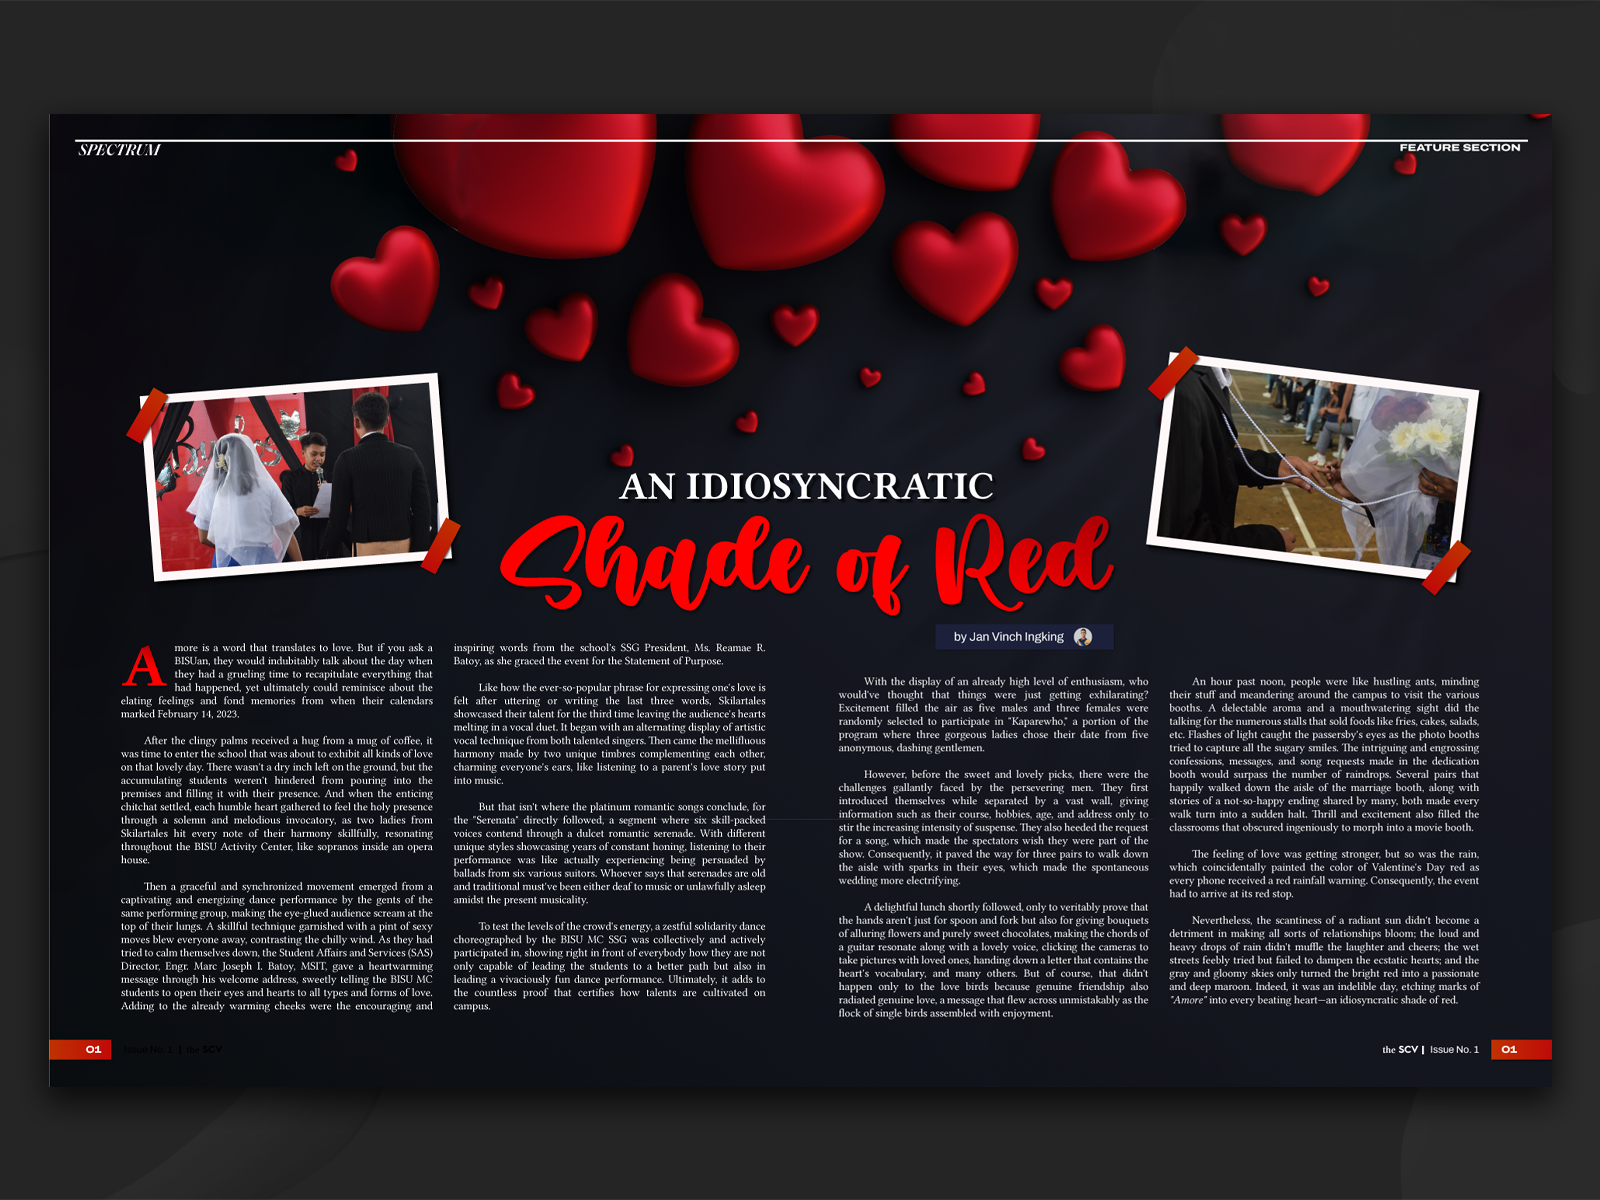 SPECTRUM
FEATURE SECTION
AN IDIOSYNCRATIC
Shade of Red
by Jan Vinch Ingking
Amore is a word that translates to love. But if you ask a
BISUan, they would indubitably talk about the day when
they had a grueling time to recapitulate everything that
had happened, yet ultimately could reminisce about the
elating feelings and fond memories from when their calendars
marked February 14, 2023.
After the clingy palms received a hug from a mug of coffee, it
was time to enter the school that was about to exhibit all kinds of love
on that lovely day. There wasn't a dry inch left on the ground, but the
accumulating students weren't hindered from pouring into the
premises and filling it with their presence. And when the enticing
chitchat settled, each humble heart gathered to feel the holy presence
through a solemn and melodious invocatory, as two ladies from
Skilartales hit every note of their harmony skillfully, resonating
throughout the BISU Activity Center, like sopranos inside an opera
house.
Then a graceful and synchronized movement emerged from a
captivating and energizing dance performance by the gents of the
same performing group, making the eye-glued audience scream at the
top of their lungs. A skillful technique garnished with a pint of sexy
moves blew everyone away, contrasting the chilly wind. As they had
tried to calm themselves down, the Student Affairs and Services (SAS)
Director, Engr. Marc Joseph I. Batoy, MSIT, gave a heartwarming
message through his welcome address, sweetly telling the BISU MC
students to open their eyes and hearts to all types and forms of love.
Adding to the already warming cheeks were the encouraging and
inspiring words from the school's SSG President, Ms. Reamae R.
Batoy, as she graced the event for the Statement of Purpose.
Like how the ever-so-popular phrase for expressing one's love is
felt after uttering or writing the last three words, Skilartales
showcased their talent for the third time leaving the audience's hearts
melting in a vocal duet. It began with an alternating display of artistic
vocal technique from both talented singers. Then came the mellifluous
harmony made by two unique timbres complementing each other,
charming everyone's ears, like listening to a parent's love story put
into music.
But that isn't where the platinum romantic songs conclude, for
the "Serenata" directly followed, a segment where six skill-packed
voices contend through a dulcet romantic serenade. With different
unique styles showcasing years of constant honing, listening to their
performance was like actually experiencing being persuaded by
ballads from six various suitors. Whoever says that serenades are old
and traditional must've been either deaf to music or unlawfully asleep
amidst the present musicality.
To test the levels of the crowd's energy, a zestful solidarity dance
choreographed by the BISU MC SSG was collectively and actively
participated in, showing right in front of everybody how they are not
only capable of leading the students to a better path but also in
leading a vivaciously fun dance performance. Ultimately, it adds to
the countless proof that certifies how talents are cultivated on
campus.
With the display of an already high level of enthusiasm, who
would've thought that things were just getting exhilarating?
Excitement filled the air as five males and three females were
randomly selected to participate in "Kaparewho," a portion of the
program where three gorgeous ladies chose their date from five
anonymous, dashing gentlemen.
However, before the sweet and lovely picks, there were the
challenges gallantly faced by the persevering men. They first
introduced themselves while separated by a vast wall, giving
information such as their course, hobbies, age, and address only to
stir the increasing intensity of suspense. They also heeded the request
for a song, which made the spectators wish they were part of the
show. Consequently, it paved the way for three pairs to walk down
the aisle with sparks in their eyes, which made the spontaneous
wedding more electrifying.
A delightful lunch shortly followed, only to veritably prove that
the hands aren't just for spoon and fork but also for giving bouquets
of alluring flowers and purely sweet chocolates, making the chords of
a guitar resonate along with a lovely voice, clicking the cameras to
take pictures with loved ones, handing down a letter that contains the
heart's vocabulary, and many others. But of course, that didn't
happen only to the love birds because genuine friendship also
radiated genuine love, a message that flew across unmistakably as the
flock of single birds assembled with enjoyment.
An hour past noon, people were like hustling ants, minding
their stuff and meandering around the campus to visit the various
booths. A delectable aroma and a mouthwatering sight did the
talking for the numerous stalls that sold foods like fries, cakes, salads,
etc. Flashes of light caught the passersby's eyes as the photo booths
tried to capture all the sugary smiles. The intriguing and engrossing
confessions, messages, and song requests made in the dedication
booth would surpass the number of raindrops. Several pairs that
happily walked down the aisle of the marriage booth, along with
stories of a not-so-happy ending shared by many, both made every
walk turn into a sudden halt. Thrill and excitement also filled the
classrooms that obscured ingeniously to morph into a movie booth.
The feeling of love was getting stronger, but so was the rain,
which coincidentally painted the color of Valentine's Day red as
every phone received a red rainfall warning. Consequently, the event
had to arrive at its red stop.
Nevertheless, the scantiness of a radiant sun didn't become a
detriment in making all sorts of relationships bloom; the loud and
heavy drops of rain didn't muffle the laughter and cheers; the wet
streets feebly tried but failed to dampen the ecstatic hearts; and the
gray and gloomy skies only turned the bright red into a passionate
and deep maroon. Indeed, it was an indelible day, etching marks of
"Amore" into every beating heart—an idiosyncratic shade of red.
01 Issue No. 1 | the SCV
the SCV | Issue No. 1 01